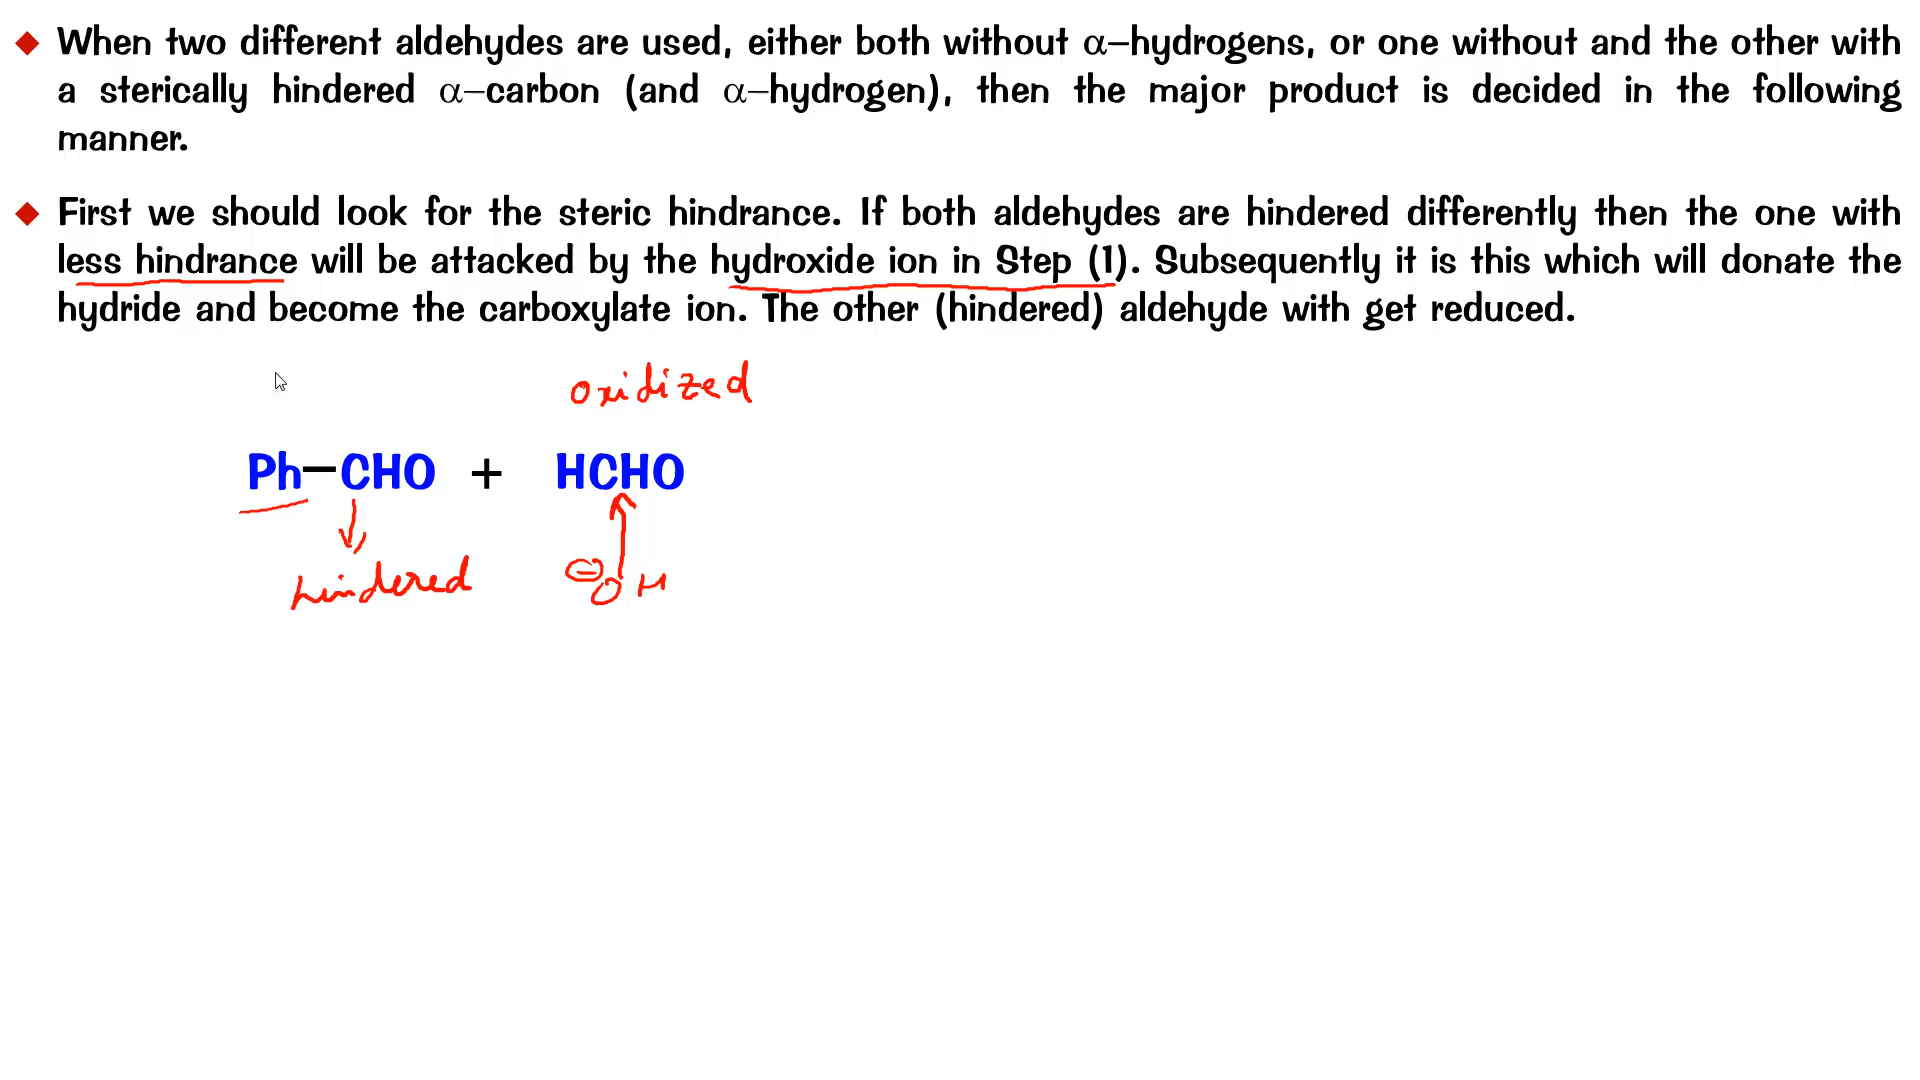 When two different aldehydes are used, either both without α–hydrogens, or one without and the other with
a sterically hindered α–carbon (and α–hydrogen), then the major product is decided in the following
manner.
First we should look for the steric hindrance. If both aldehydes are hindered differently then the one with
less hindrance will be attacked by the hydroxide ion in Step (1). Subsequently it is this which will donate the
hydride and become the carboxylate ion. The other (hindered) aldehyde with get reduced.
oxidized
Ph–CHO + HCHO
hindered
⊖OH